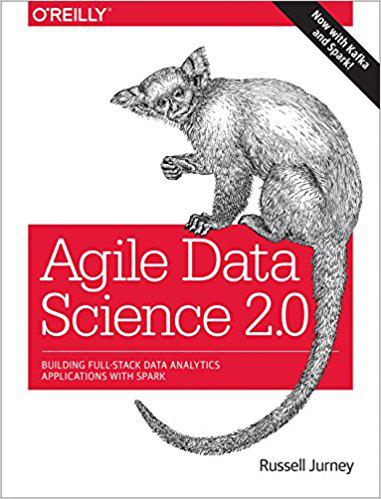 O'REILLY®
Now with Kafka
and Spark!
Agile Data
Science 2.0
BUILDING FULL-STACK DATA ANALYTICS
APPLICATIONS WITH SPARK
Russell Jurney